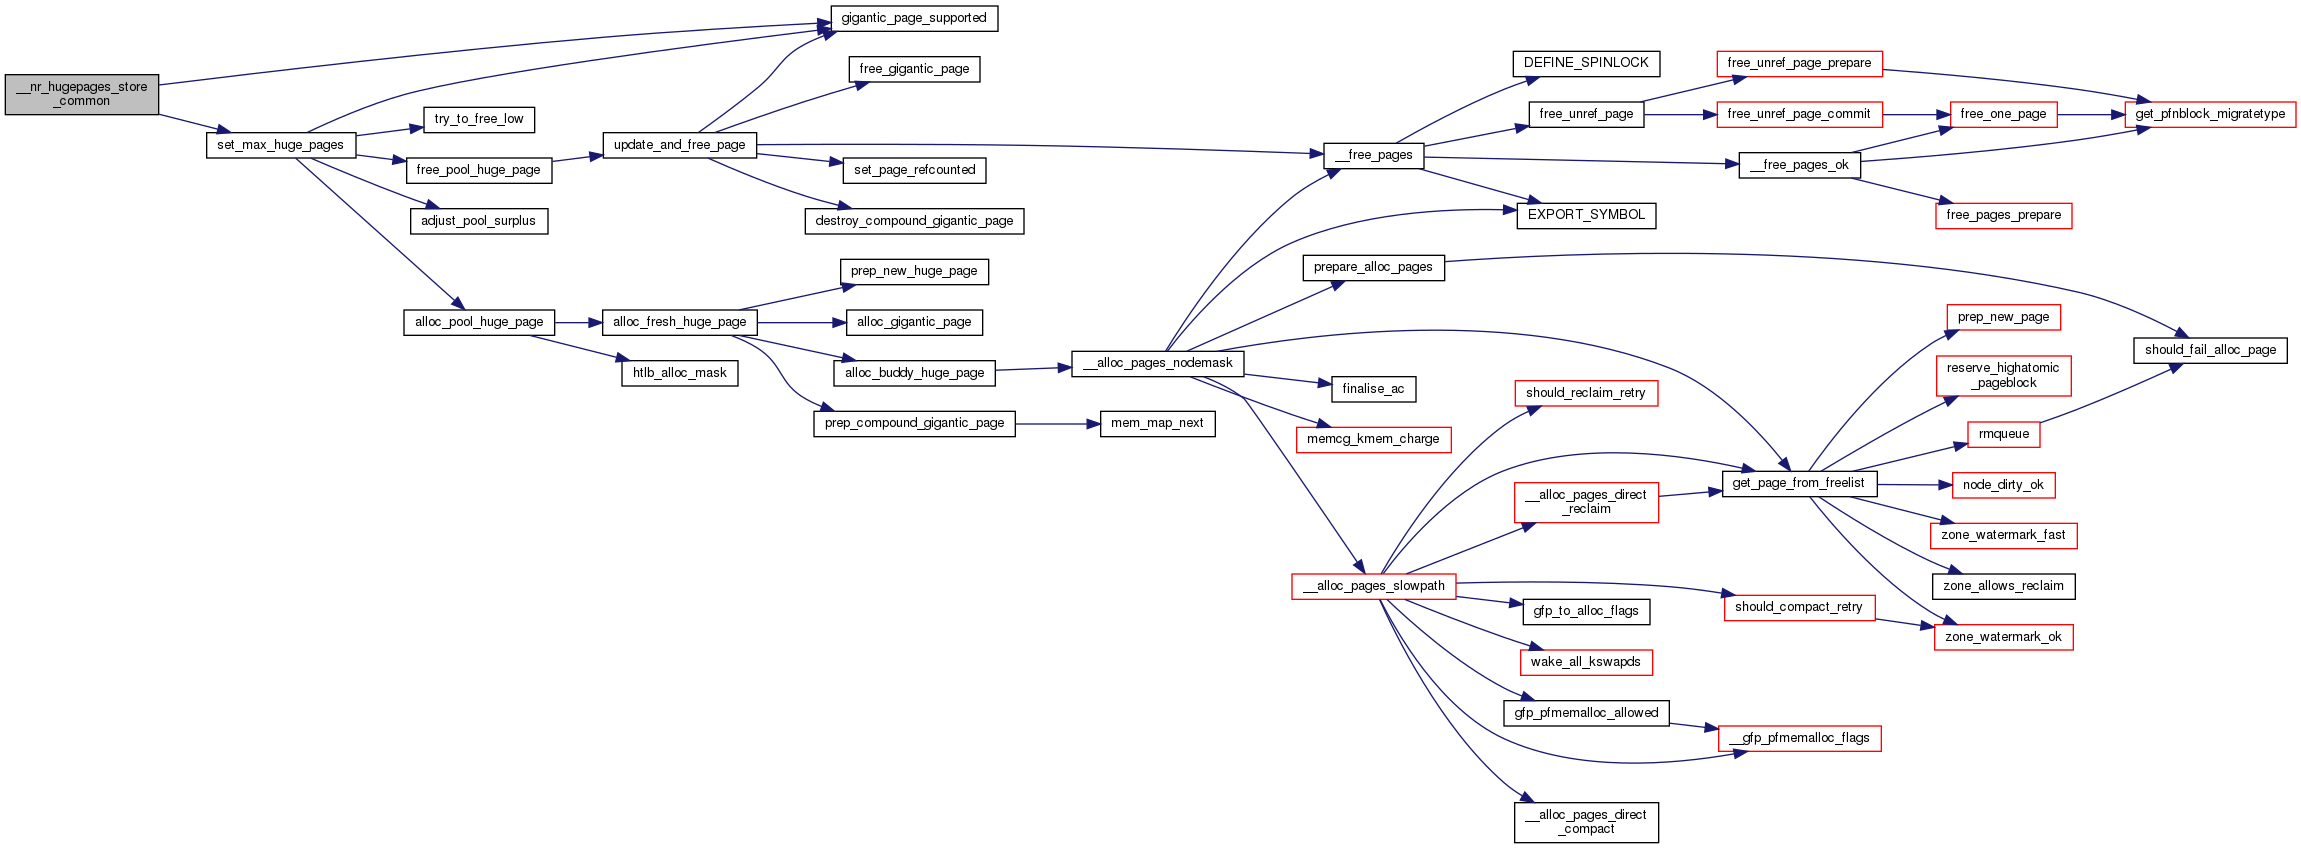 __nr_hugepages_store
_common
set_max_huge_pages
gigantic_page_supported
try_to_free_low
free_pool_huge_page
adjust_pool_surplus
alloc_pool_huge_page
update_and_free_page
free_gigantic_page
set_page_refcounted
destroy_compound_gigantic_page
alloc_fresh_huge_page
htlb_alloc_mask
prep_new_huge_page
alloc_gigantic_page
alloc_buddy_huge_page
prep_compound_gigantic_page
__alloc_pages_nodemask
mem_map_next
__free_pages
DEFINE_SPINLOCK
free_unref_page
EXPORT_SYMBOL
free_unref_page_prepare
free_unref_page_commit
__free_pages_ok
free_one_page
get_pfnblock_migratetype
free_pages_prepare
prepare_alloc_pages
finalise_ac
memcg_kmem_charge
__alloc_pages_slowpath
should_reclaim_retry
__alloc_pages_direct
_reclaim
get_page_from_freelist
prep_new_page
reserve_highatomic
_pageblock
rmqueue
should_fail_alloc_page
node_dirty_ok
zone_watermark_fast
zone_allows_reclaim
zone_watermark_ok
should_compact_retry
gfp_to_alloc_flags
wake_all_kswapds
gfp_pfmemalloc_allowed
__gfp_pfmemalloc_flags
__alloc_pages_direct
_compact